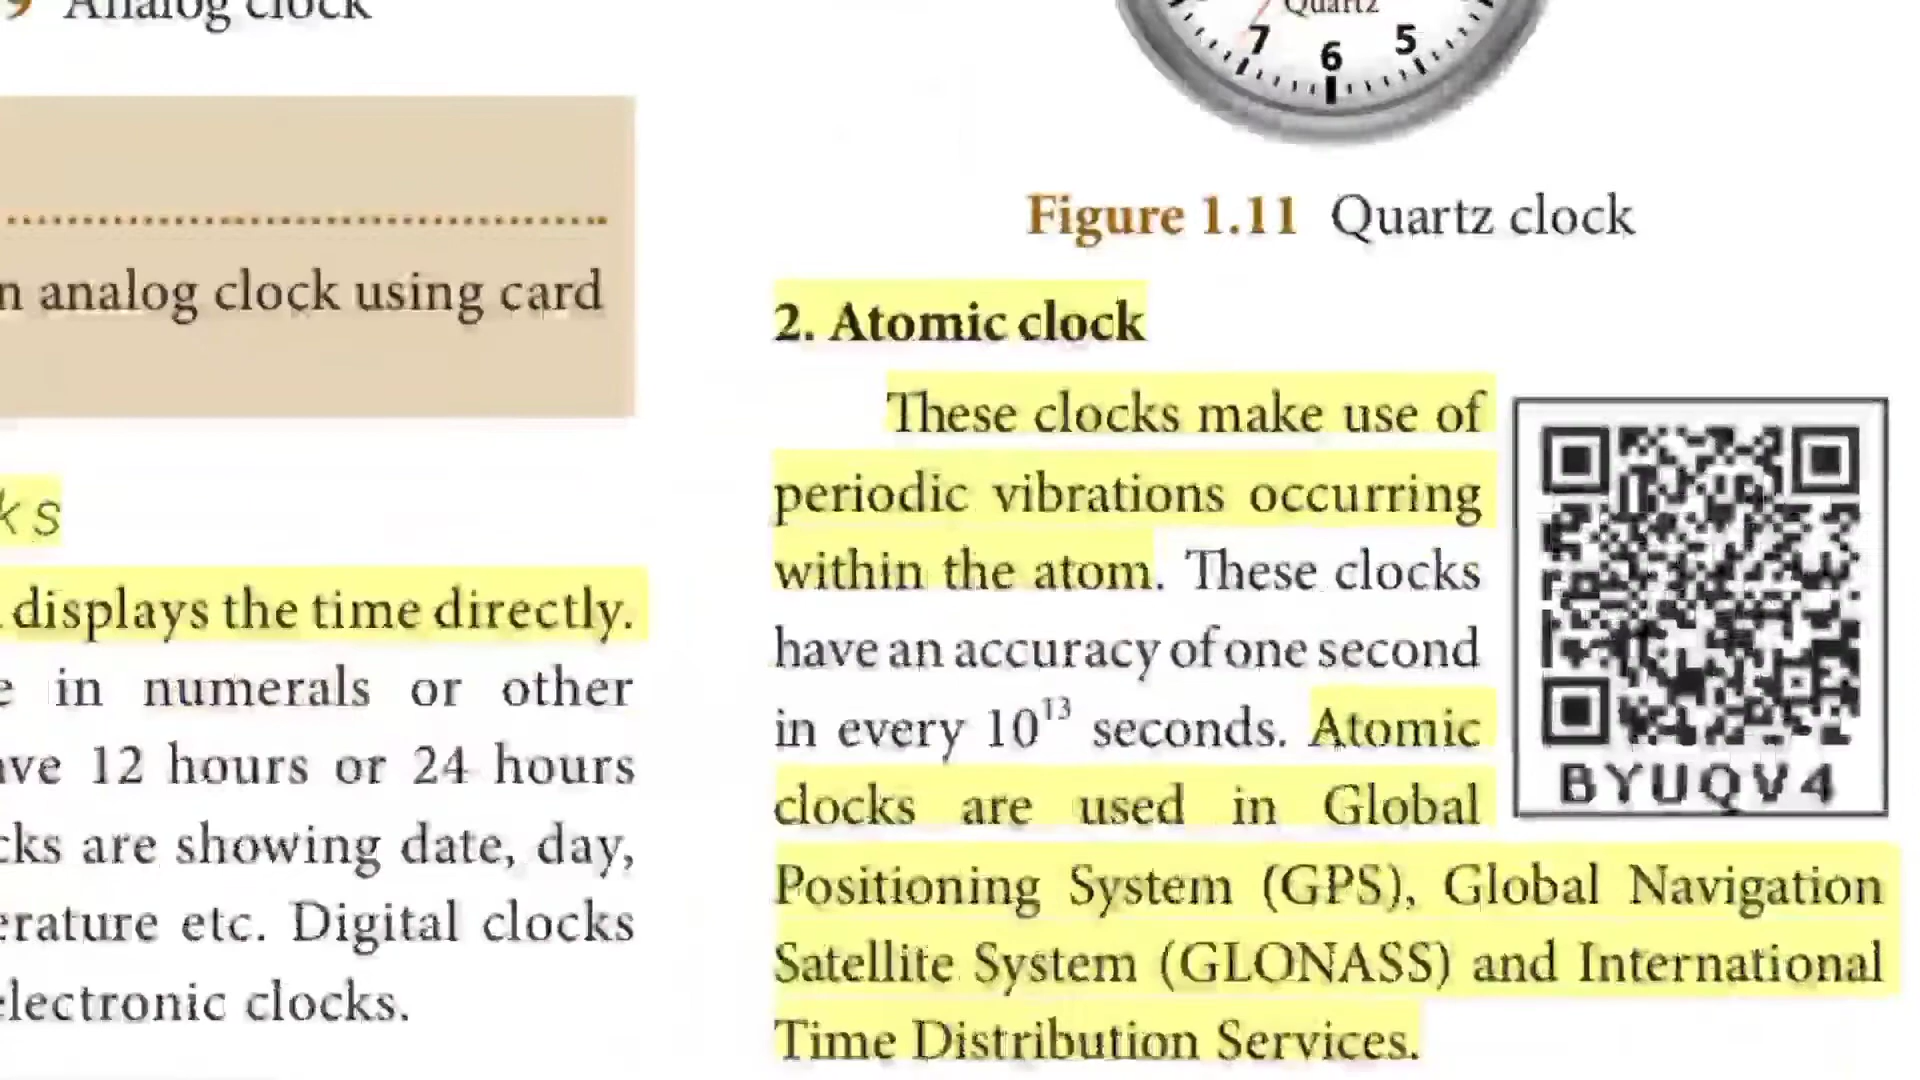 9 Analog clock
n analog clock using card
ks
displays the time directly.
e in numerals or other
ve 12 hours or 24 hours
cks are showing date, day,
erature etc. Digital clocks
electronic clocks.
Quartz
7
6
5
Figure 1.11 Quartz clock
2. Atomic clock
These clocks make use of
periodic vibrations occurring
within the atom. These clocks
have an accuracy of one second
in every 10¹³ seconds. Atomic
clocks are used in Global
Positioning System (GPS), Global Navigation
Satellite System (GLONASS) and International
Time Distribution Services.
BYUQV4